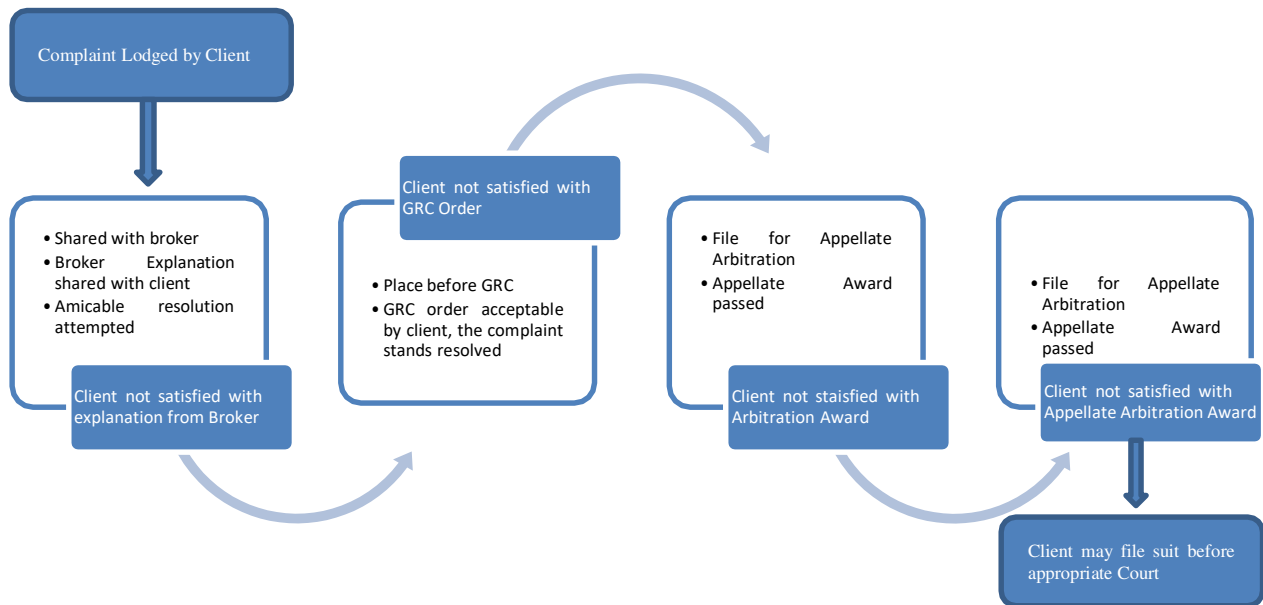 Complaint Lodged by Client
• Shared with broker
• Broker Explanation
shared with client
• Amicable resolution
attempted
Client not satisfied with
explanation from Broker
Client not satisfied with
GRC Order
• Place before GRC
• GRC order acceptable
by client, the complaint
stands resolved
• File for Appellate
Arbitration
• Appellate Award
passed
Client not staisfied with
Arbitration Award
• File for Appellate
Arbitration
• Appellate Award
passed
Client not satisfied with
Appellate Arbitration Award
Client may file suit before
appropriate Court